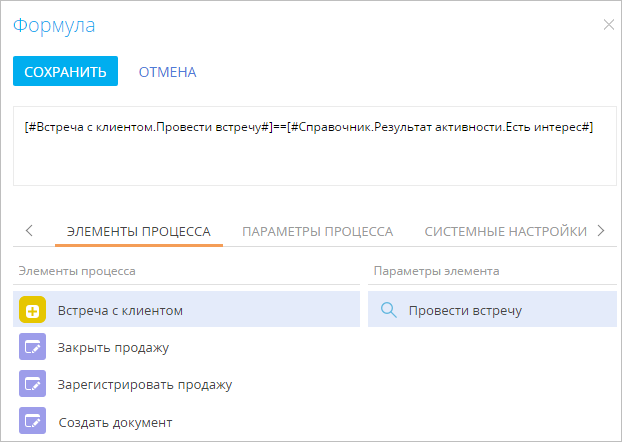 Формула
СОХРАНИТЬ ОТМЕНА
[#Встреча с клиентом.Провести встречу#]==[#Справочник.Результат активности.Есть интерес#]
ЭЛЕМЕНТЫ ПРОЦЕССА ПАРАМЕТРЫ ПРОЦЕССА СИСТЕМНЫЕ НАСТРОЙКИ
Элементы процесса Параметры элемента
Встреча с клиентом Провести встречу
Закрыть продажу
Зарегистрировать продажу
Создать документ